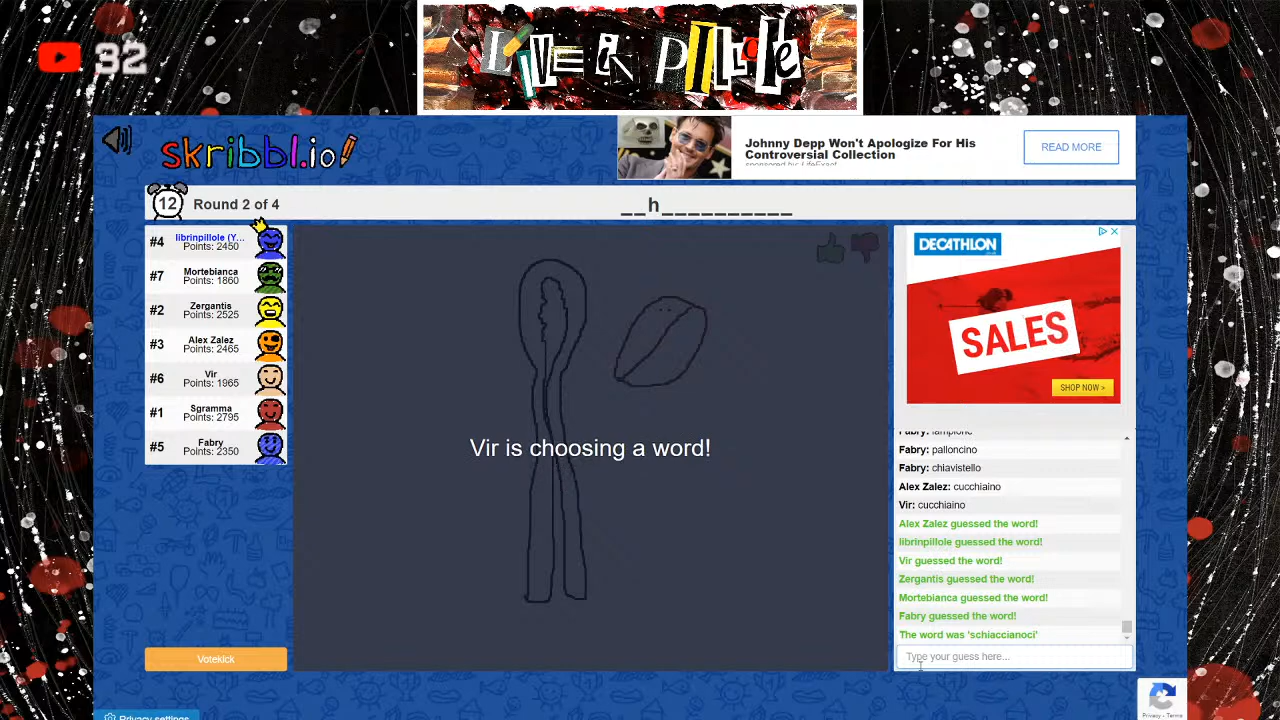 32
LIVE iN PiLLoLe
skribbl.io
Johnny Depp Won't Apologize For His
Controversial Collection
READ MORE
12
Round 2 of 4
__h__________
#4
librinpillole (Y...
Points: 2450
#7
Mortebianca
Points: 1860
#2
Zergantis
Points: 2525
#3
Alex Zalez
Points: 2465
#6
Vir
Points: 1965
#1
Sgramma
Points: 2795
#5
Fabry
Points: 2350
Vir is choosing a word!
DECATHLON
SALES
SHOP NOW >
Fabry: lampione
Fabry: palloncino
Fabry: chiavistello
Alex Zalez: cucchiaino
Vir: cucchiaino
Alex Zalez guessed the word!
librinpillole guessed the word!
Vir guessed the word!
Zergantis guessed the word!
Mortebianca guessed the word!
Fabry guessed the word!
The word was 'schiaccianoci'
Type your guess here...
Votekick
Privacy settings
Privacy - Terms